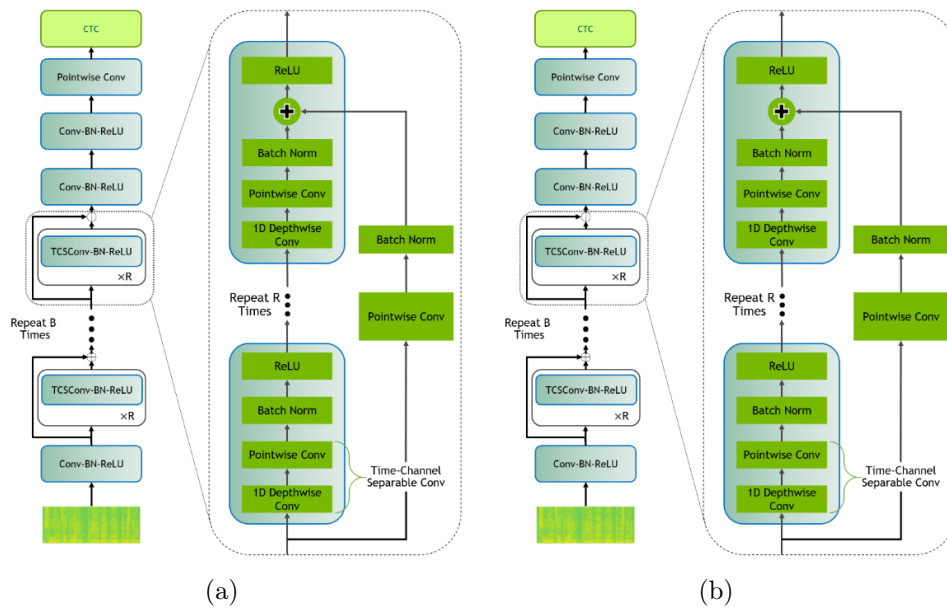 CTC
Pointwise Conv
Conv-BN-ReLU
Conv-BN-ReLU
TCSConv-BN-ReLU
×R
Repeat B
Times
TCSConv-BN-ReLU
×R
Conv-BN-ReLU
ReLU
Batch Norm
Pointwise Conv
1D Depthwise
Conv
Batch Norm
Repeat R
Times
Pointwise Conv
ReLU
Batch Norm
Pointwise Conv
1D Depthwise
Conv
Time-Channel
Separable Conv
(a)
CTC
Pointwise Conv
Conv-BN-ReLU
Conv-BN-ReLU
TCSConv-BN-ReLU
×R
Repeat B
Times
TCSConv-BN-ReLU
×R
Conv-BN-ReLU
ReLU
Batch Norm
Pointwise Conv
1D Depthwise
Conv
Batch Norm
Repeat R
Times
Pointwise Conv
ReLU
Batch Norm
Pointwise Conv
1D Depthwise
Conv
Time-Channel
Separable Conv
(b)